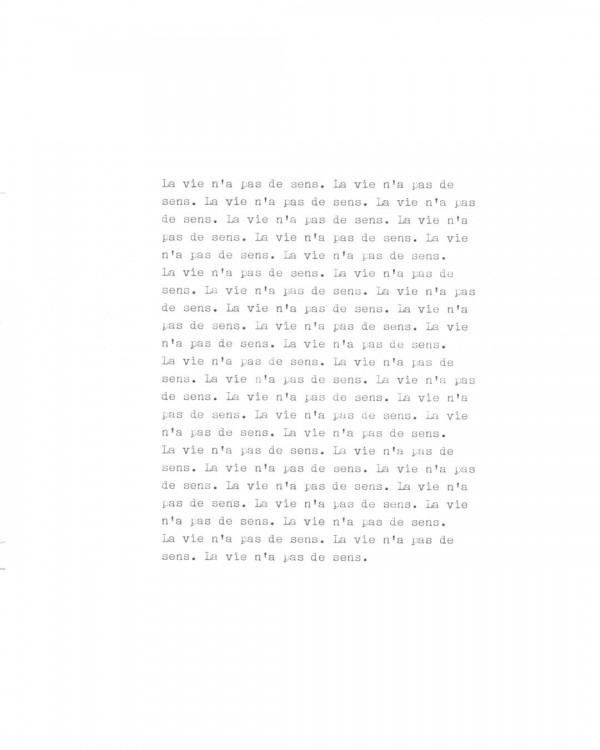 La vie n'a pas de sens. La vie n'a pas de
sens. La vie n'a pas de sens. La vie n'a pas
de sens. La vie n'a pas de sens. La vie n'a
pas de sens. La vie n'a pas de sens. La vie
n'a pas de sens. La vie n'a pas de sens.
La vie n'a pas de sens. La vie n'a pas de
sens. La vie n'a pas de sens. La vie n'a pas
de sens. La vie n'a pas de sens. La vie n'a
pas de sens. La vie n'a pas de sens. La vie
n'a pas de sens. La vie n'a pas de sens.
La vie n'a pas de sens. La vie n'a pas de
sens. La vie n'a pas de sens. La vie n'a pas
de sens. La vie n'a pas de sens. La vie n'a
pas de sens. La vie n'a pas de sens. La vie
n'a pas de sens. La vie n'a pas de sens.
La vie n'a pas de sens. La vie n'a pas de
sens. La vie n'a pas de sens. La vie n'a pas
de sens. La vie n'a pas de sens. La vie n'a
pas de sens. La vie n'a pas de sens. La vie
n'a pas de sens. La vie n'a pas de sens.
La vie n'a pas de sens. La vie n'a pas de
sens. La vie n'a pas de sens.